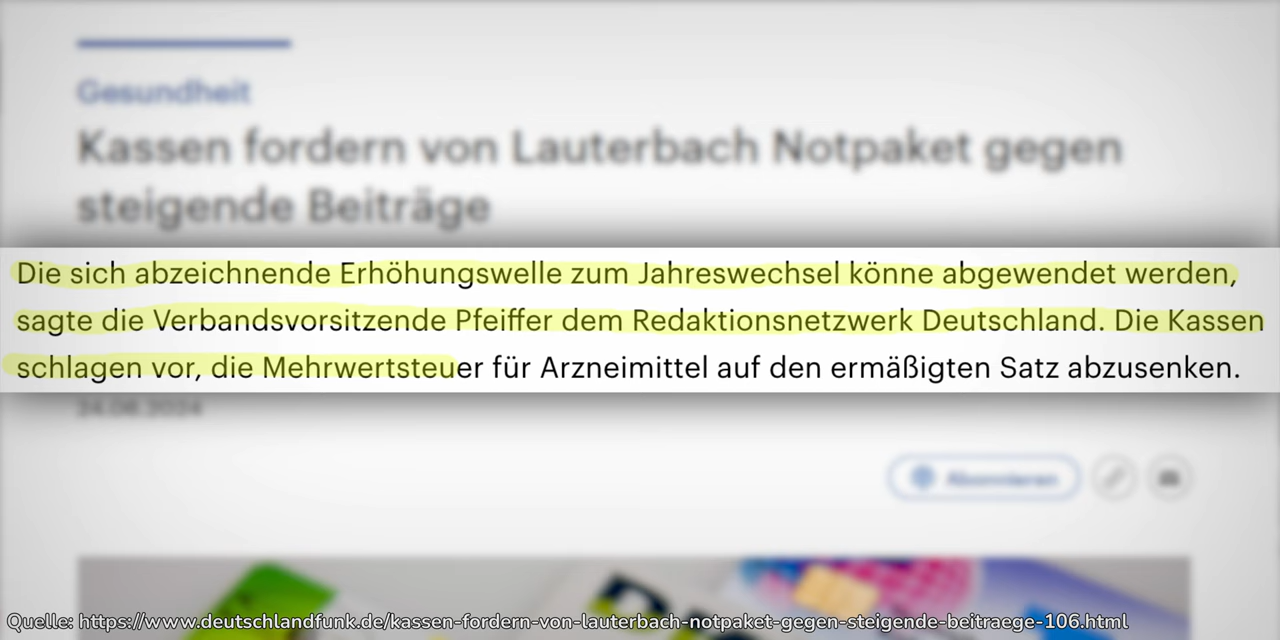 Gesundheit
Kassen fordern von Lauterbach Notpaket gegen
steigende Beiträge
Die sich abzeichnende Erhöhungswelle zum Jahreswechsel könne abgewendet werden,
sagte die Verbandsvorsitzende Pfeiffer dem Redaktionsnetzwerk Deutschland. Die Kassen
schlagen vor, die Mehrwertsteuer für Arzneimittel auf den ermäßigten Satz abzusenken.
24.06.2024
Abonnieren
Quelle: https://www.deutschlandfunk.de/kassen-fordern-von-lauterbach-notpaket-gegen-steigende-beitraege-106.html